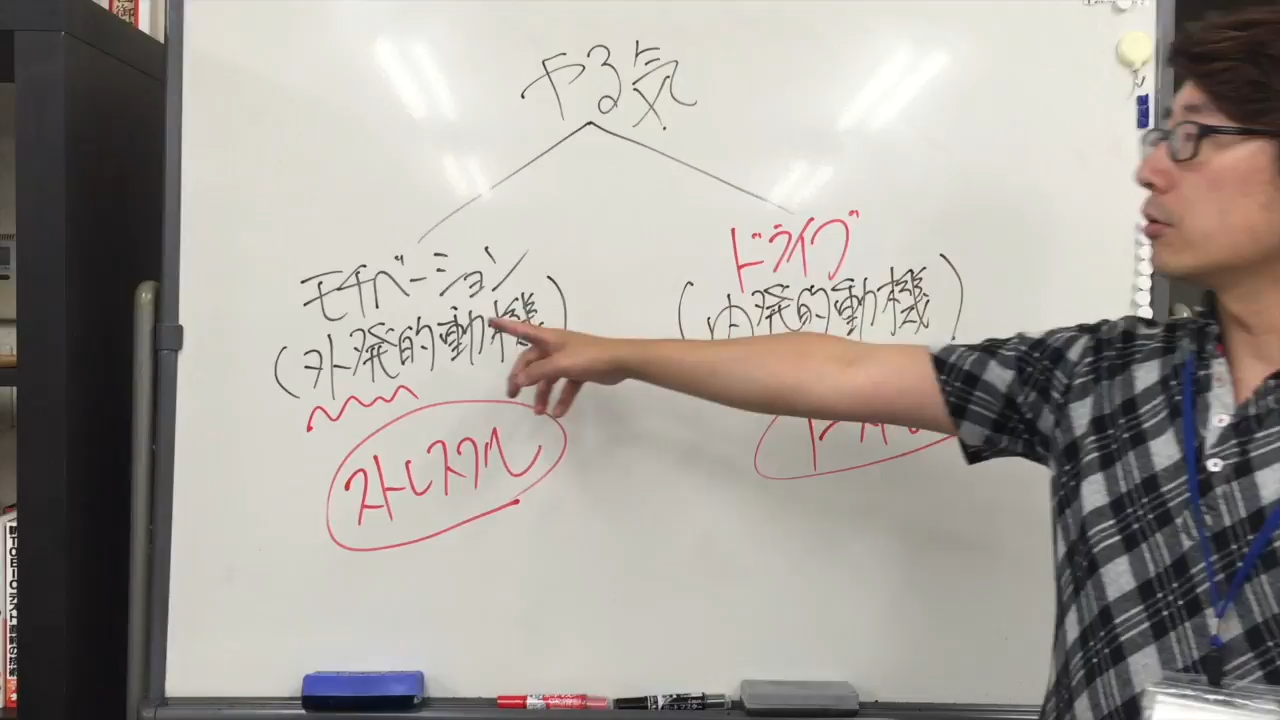 やる気
モチベーション
(外発的動機)
ストレスフル
ドライブ
(内発的動機)